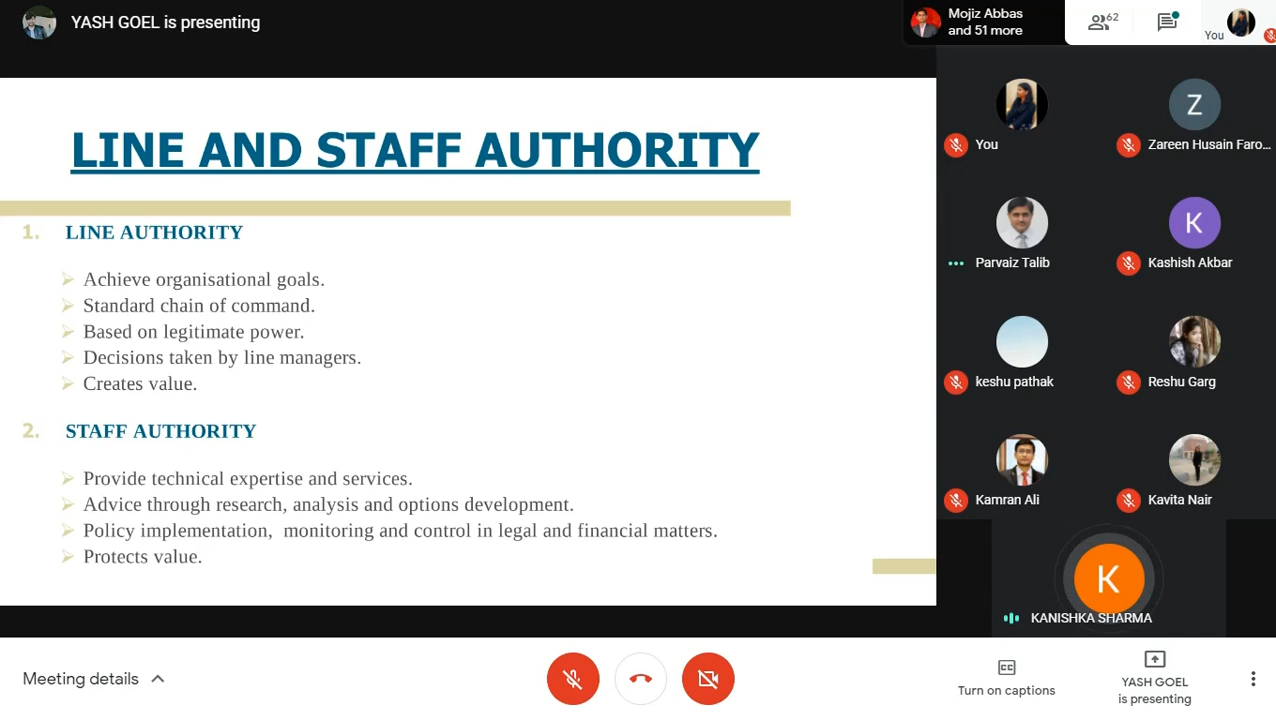 YASH GOEL is presenting
Mojiz Abbas
and 51 more
62
You
LINE AND STAFF AUTHORITY
1. LINE AUTHORITY
Achieve organisational goals.
Standard chain of command.
Based on legitimate power.
Decisions taken by line managers.
Creates value.
2. STAFF AUTHORITY
Provide technical expertise and services.
Advice through research, analysis and options development.
Policy implementation,  monitoring and control in legal and financial matters.
Protects value.
You
Z
Zareen Husain Faro...
Parvaiz Talib
K
Kashish Akbar
keshu pathak
Reshu Garg
Kamran Ali
Kavita Nair
K
KANISHKA SHARMA
Meeting details
CC
Turn on captions
YASH GOEL
is presenting